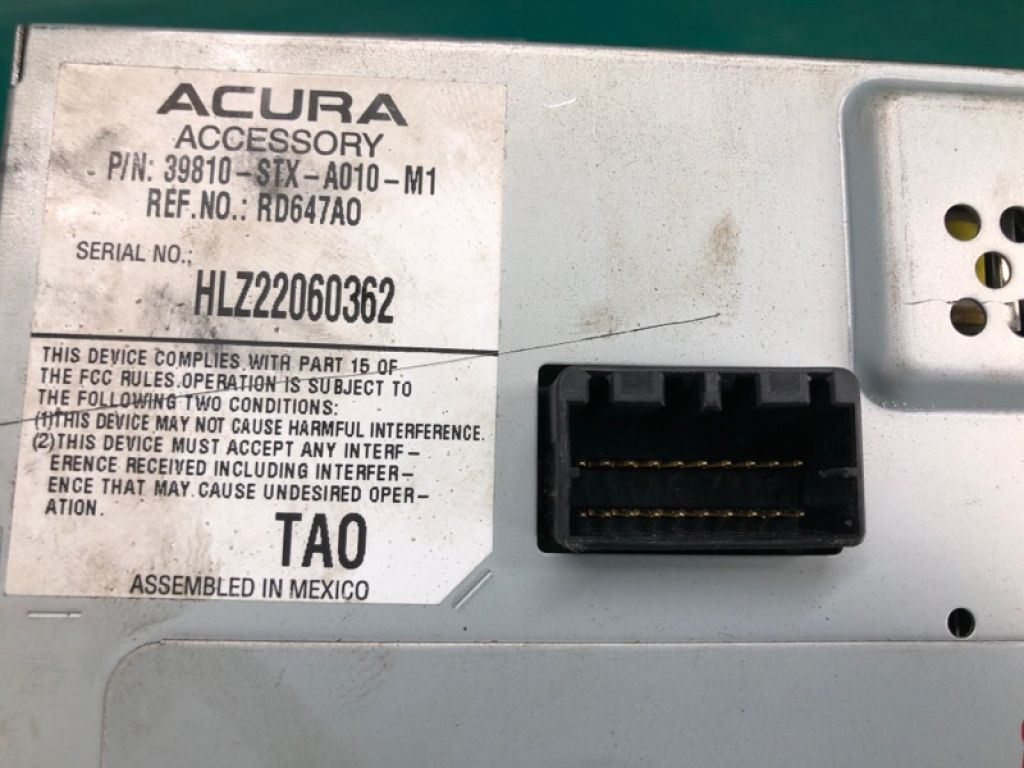 ACURA
ACCESSORY
P/N: 39810-STX-A010-M1
REF.NO.: RD647A0
SERIAL NO.:
HLZ22060362
THIS DEVICE COMPLIES WITH PART 15 OF
THE FCC RULES.OPERATION IS SUBJECT TO
THE FOLLOWING TWO CONDITIONS:
(1)THIS DEVICE MAY NOT CAUSE HARMFUL INTERFERENCE.
(2)THIS DEVICE MUST ACCEPT ANY INTERF-
ERENCE RECEIVED INCLUDING INTERFER-
ENCE THAT MAY CAUSE UNDESIRED OPER-
ATION.
TA0
ASSEMBLED IN MEXICO